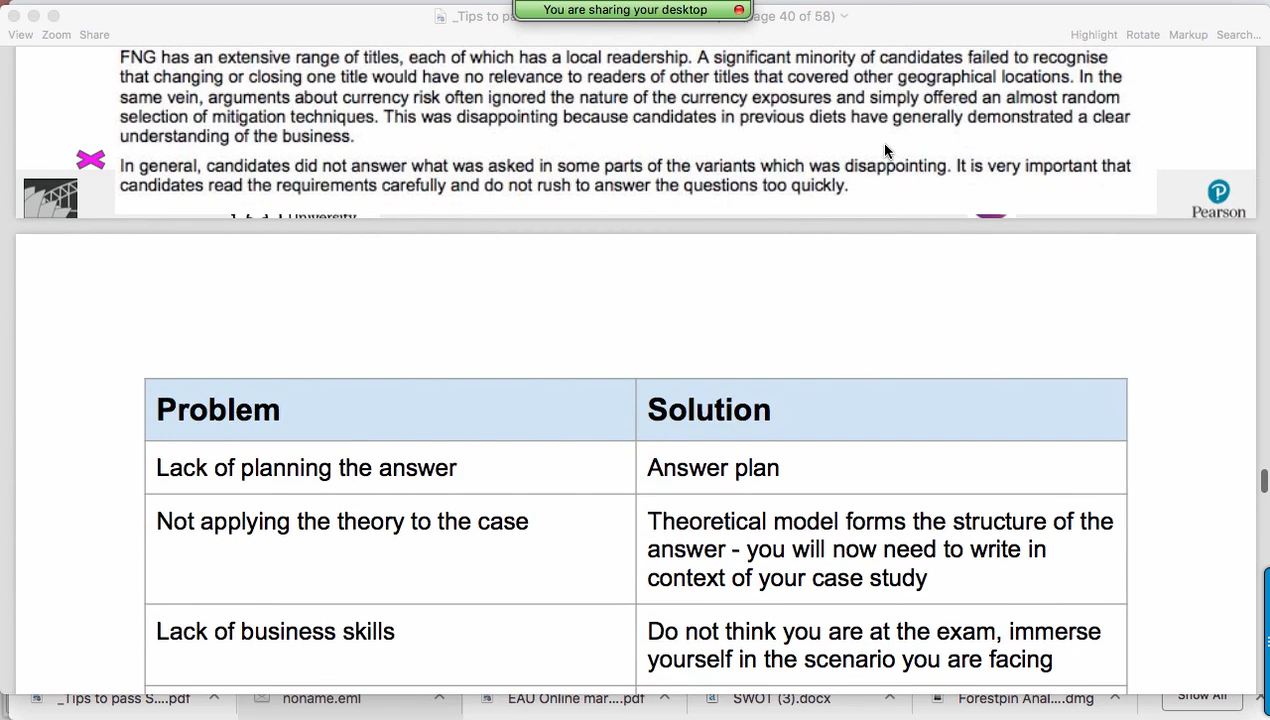 You are sharing your desktop
_Tips to pa
age 40 of 58)
View Zoom Share
Highlight Rotate Markup Search...
FNG has an extensive range of titles, each of which has a local readership. A significant minority of candidates failed to recognise
that changing or closing one title would have no relevance to readers of other titles that covered other geographical locations. In the
same vein, arguments about currency risk often ignored the nature of the currency exposures and simply offered an almost random
selection of mitigation techniques. This was disappointing because candidates in previous diets have generally demonstrated a clear
understanding of the business.
In general, candidates did not answer what was asked in some parts of the variants which was disappointing. It is very important that
candidates read the requirements carefully and do not rush to answer the questions too quickly.
University
Pearson
Problem
Solution
Lack of planning the answer
Answer plan
Not applying the theory to the case
Theoretical model forms the structure of the
answer - you will now need to write in
context of your case study
Lack of business skills
Do not think you are at the exam, immerse
yourself in the scenario you are facing
_Tips to pass S....pdf
noname.eml
EAU Online mar....pdf
SWOT (3).docx
Forestpin Anal....dmg
Show All